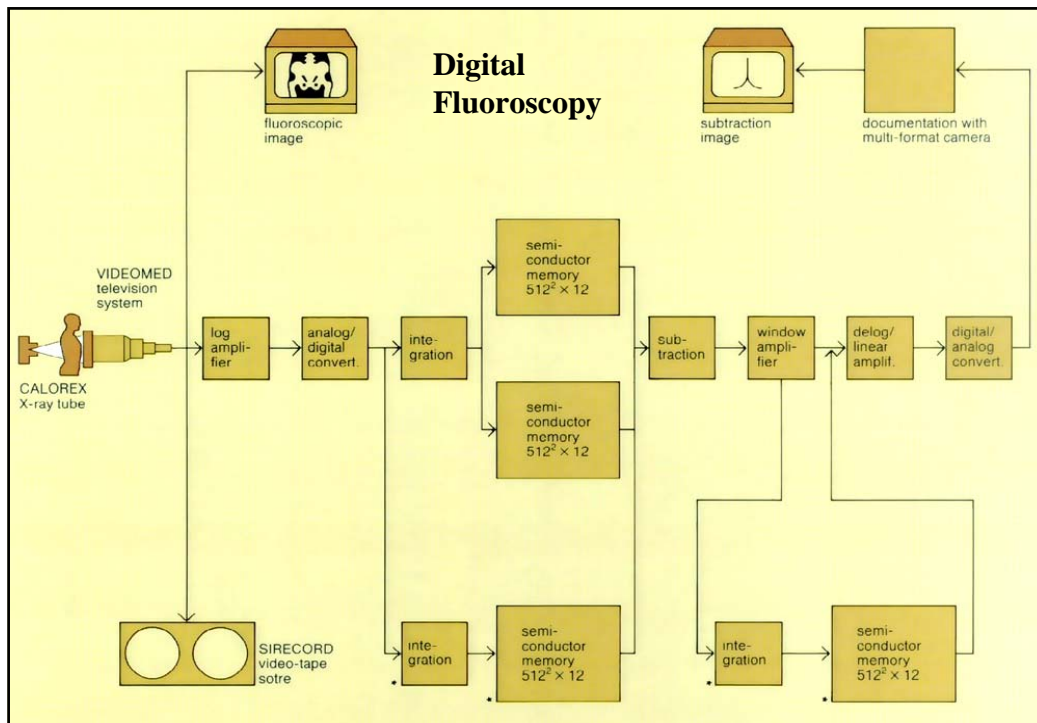 Digital
Fluoroscopy
fluoroscopic
image
subtraction
image
documentation with
multi-format camera
VIDEOMED
television
system
CALOREX
X-ray tube
log
ampli-
fier
analog/
digital
convert.
inte-
gration
semi-
conductor
memory
512² × 12
semi-
conductor
memory
512² × 12
sub-
traction
window
ampli-
fier
delog/
linear
amplif.
digital/
analog
convert.
SIRECORD
video-tape
sotre
inte-
gration
*
semi-
conductor
memory
512² × 12
*
inte-
gration
*
semi-
conductor
memory
512² × 12
*